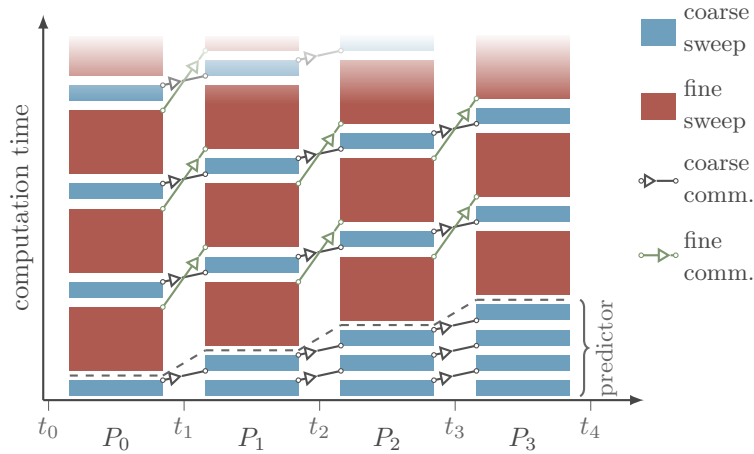 coarse
sweep
fine
sweep
coarse
comm.
fine
comm.
computation time
predictor
t₀ t₁ t₂ t₃ t₄
P₀ P₁ P₂ P₃